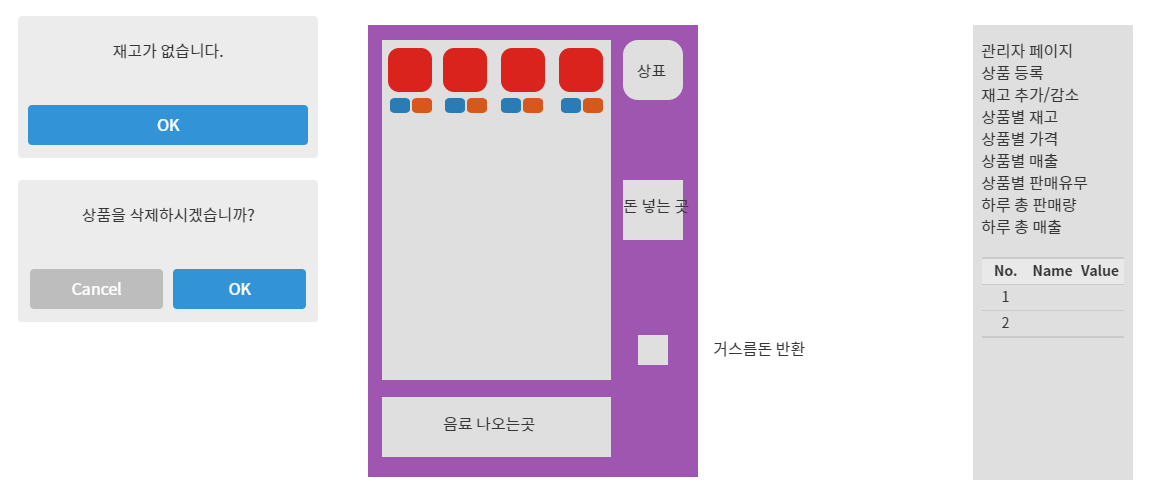 재고가 없습니다.
OK
상품을 삭제하시겠습니까?
Cancel
OK
상표
돈 넣는 곳
거스름돈 반환
음료 나오는곳
관리자 페이지
상품 등록
재고 추가/감소
상품별 재고
상품별 가격
상품별 매출
상품별 판매유무
하루 총 판매량
하루 총 매출
No. Name Value
1
2